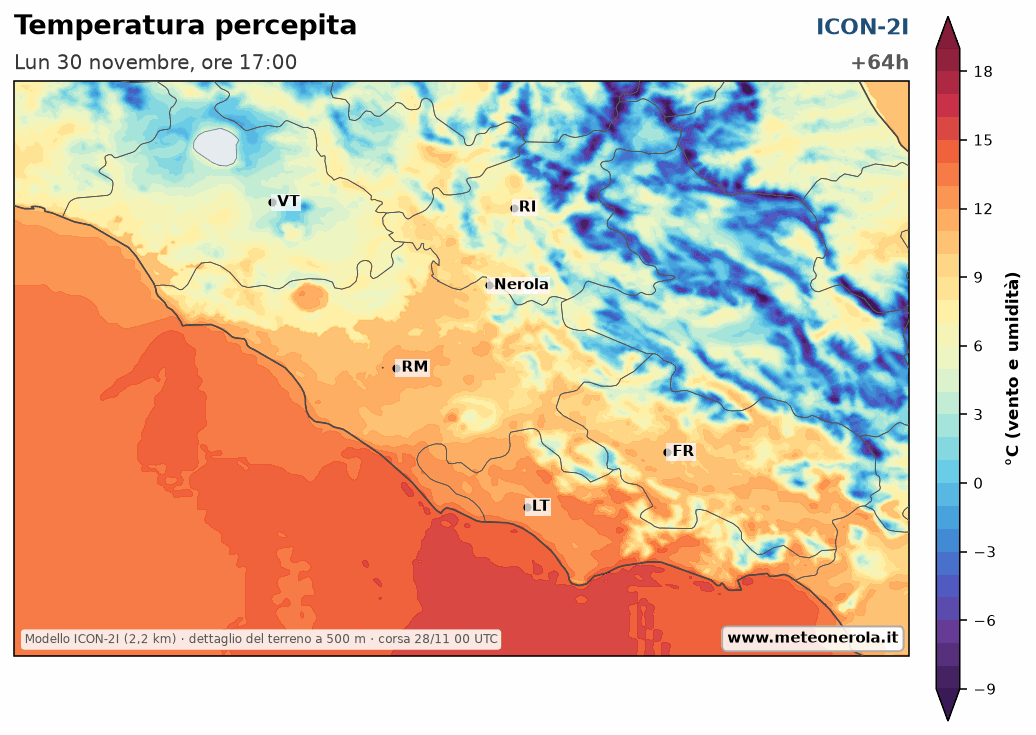 Temperatura percepita
ICON-2I
Lun 30 novembre, ore 17:00
+64h
VT
RI
Nerola
RM
FR
LT
Modello ICON-2I (2,2 km) · dettaglio del terreno a 500 m · corsa 28/11 00 UTC
www.meteonerola.it
18
15
12
9
6
3
0
−3
−6
−9
°C (vento e umidità)